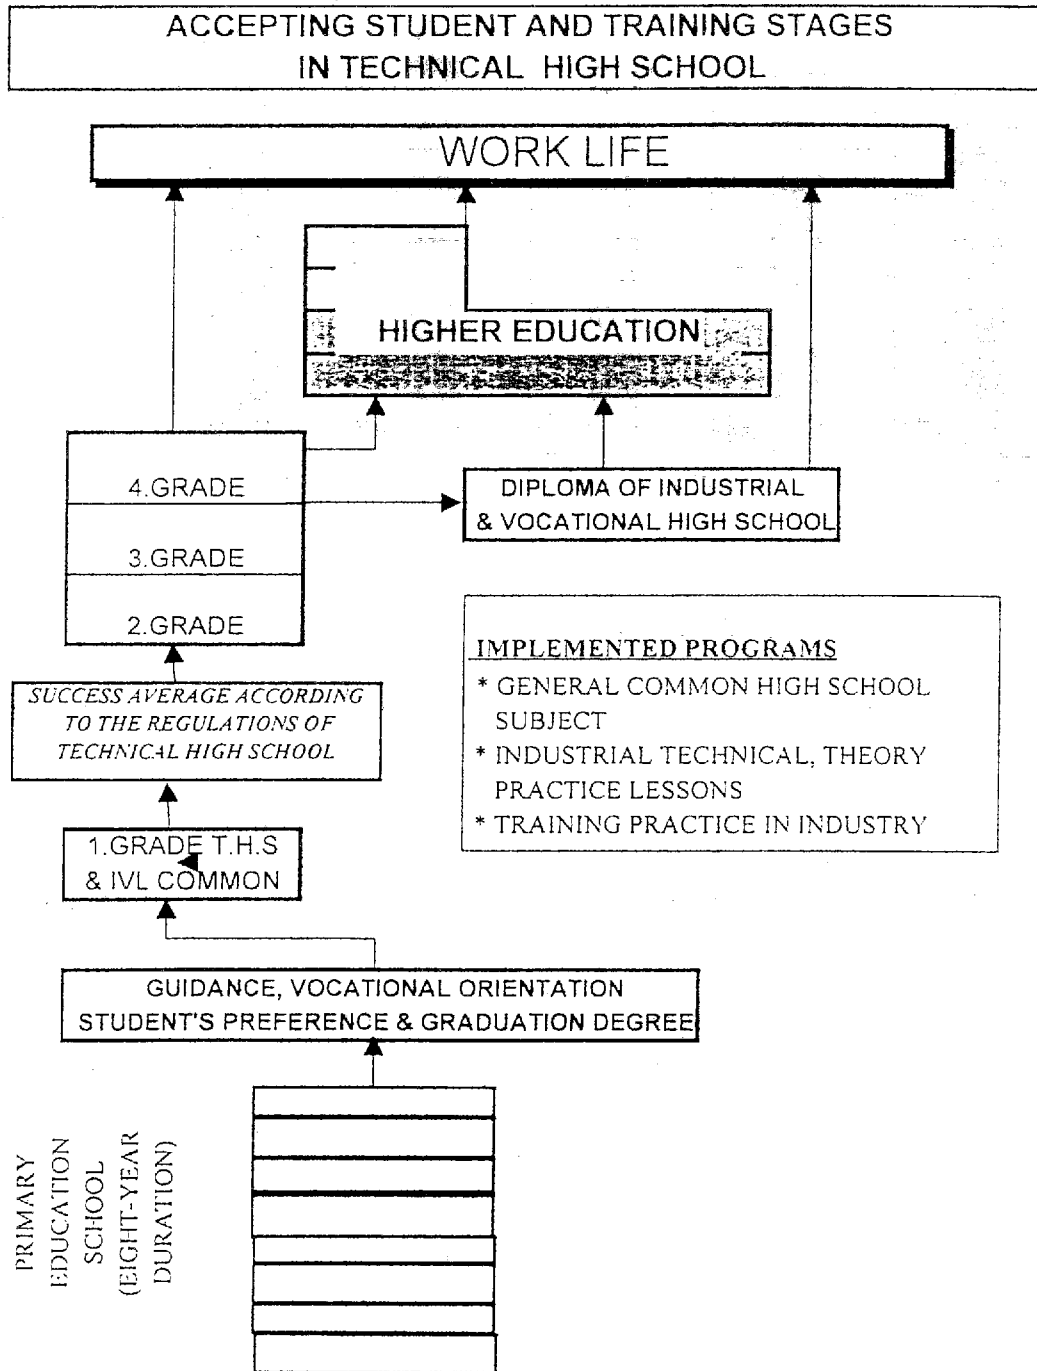 ACCEPTING STUDENT AND TRAINING STAGES
IN TECHNICAL HIGH SCHOOL
WORK LIFE
HIGHER EDUCATION
4.GRADE
3.GRADE
2.GRADE
DIPLOMA OF INDUSTRIAL
& VOCATIONAL HIGH SCHOOL
SUCCESS AVERAGE ACCORDING
TO THE REGULATIONS OF
TECHNICAL HIGH SCHOOL
IMPLEMENTED PROGRAMS
* GENERAL COMMON HIGH SCHOOL
SUBJECT
* INDUSTRIAL TECHNICAL, THEORY
PRACTICE LESSONS
* TRAINING PRACTICE IN INDUSTRY
1.GRADE T.H.S
& IVL COMMON
GUIDANCE, VOCATIONAL ORIENTATION
STUDENT'S PREFERENCE & GRADUATION DEGREE
PRIMARY
EDUCATION
SCHOOL
(EIGHT-YEAR
DURATION)